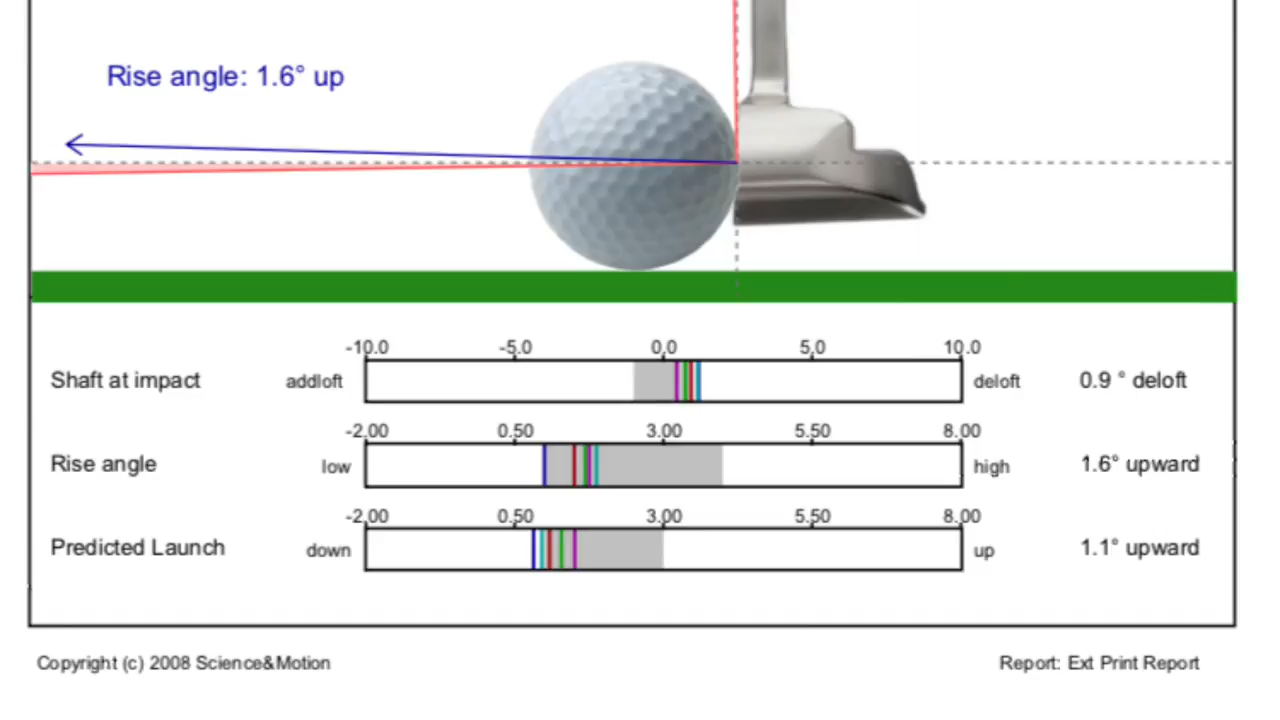 Rise angle: 1.6° up
-10.0 -5.0 0.0 5.0 10.0
Shaft at impact addloft deloft 0.9 ° deloft
-2.00 0.50 3.00 5.50 8.00
Rise angle low high 1.6° upward
-2.00 0.50 3.00 5.50 8.00
Predicted Launch down up 1.1° upward
Copyright (c) 2008 Science&Motion Report: Ext Print Report